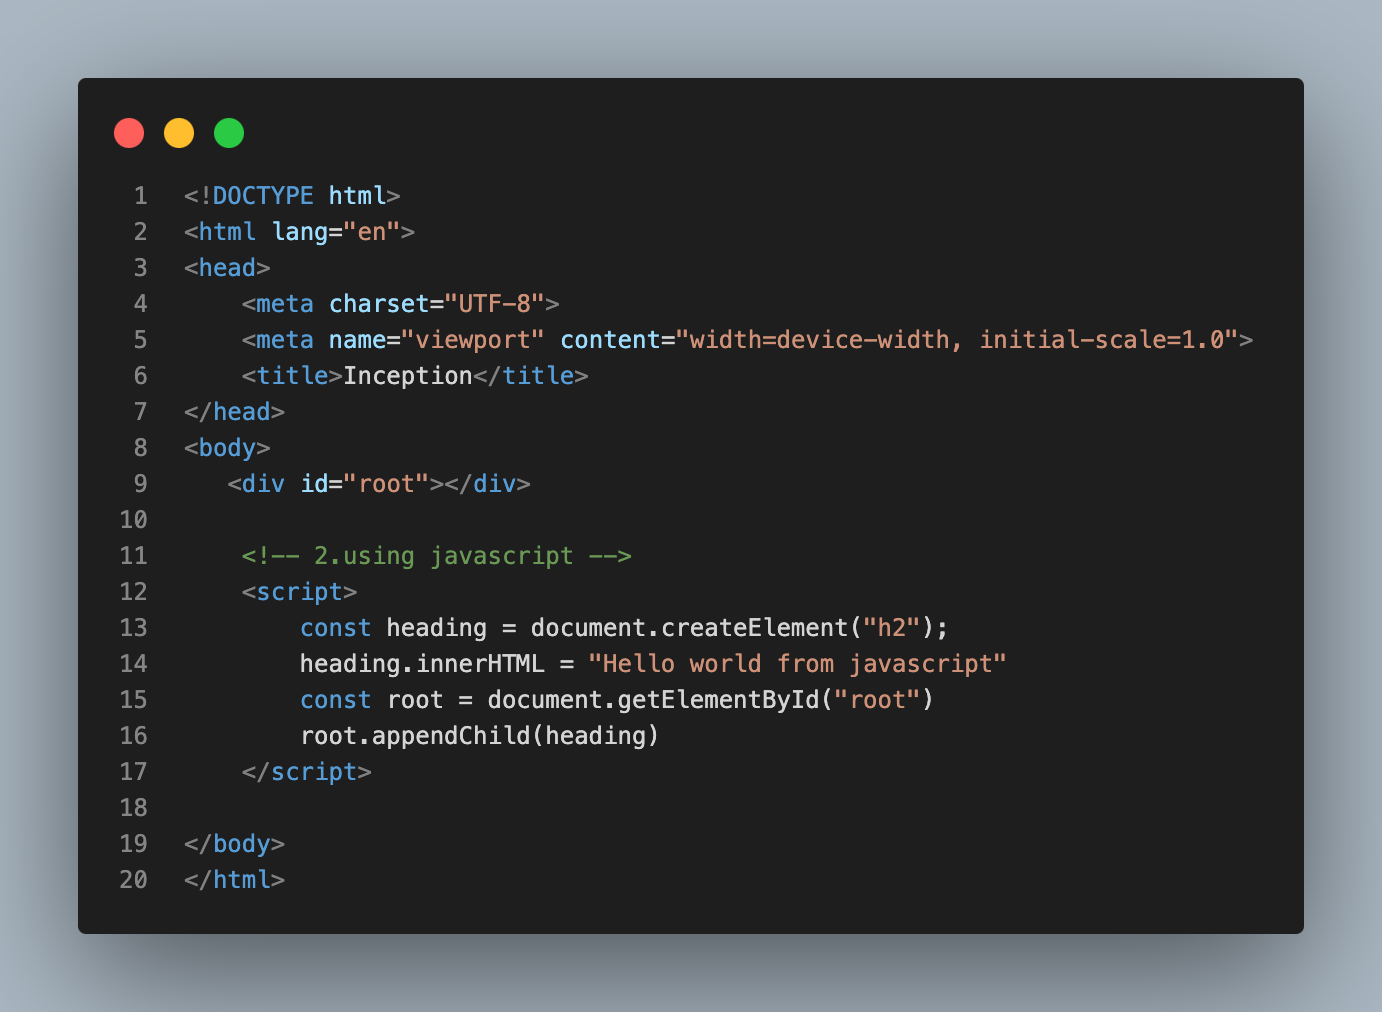 1 <!DOCTYPE html>
2 <html lang="en">
3 <head>
4     <meta charset="UTF-8">
5     <meta name="viewport" content="width=device-width, initial-scale=1.0">
6     <title>Inception</title>
7 </head>
8 <body>
9    <div id="root"></div>
10
11     <!-- 2.using javascript -->
12     <script>
13         const heading = document.createElement("h2");
14         heading.innerHTML = "Hello world from javascript"
15         const root = document.getElementById("root")
16         root.appendChild(heading)
17     </script>
18
19 </body>
20 </html>